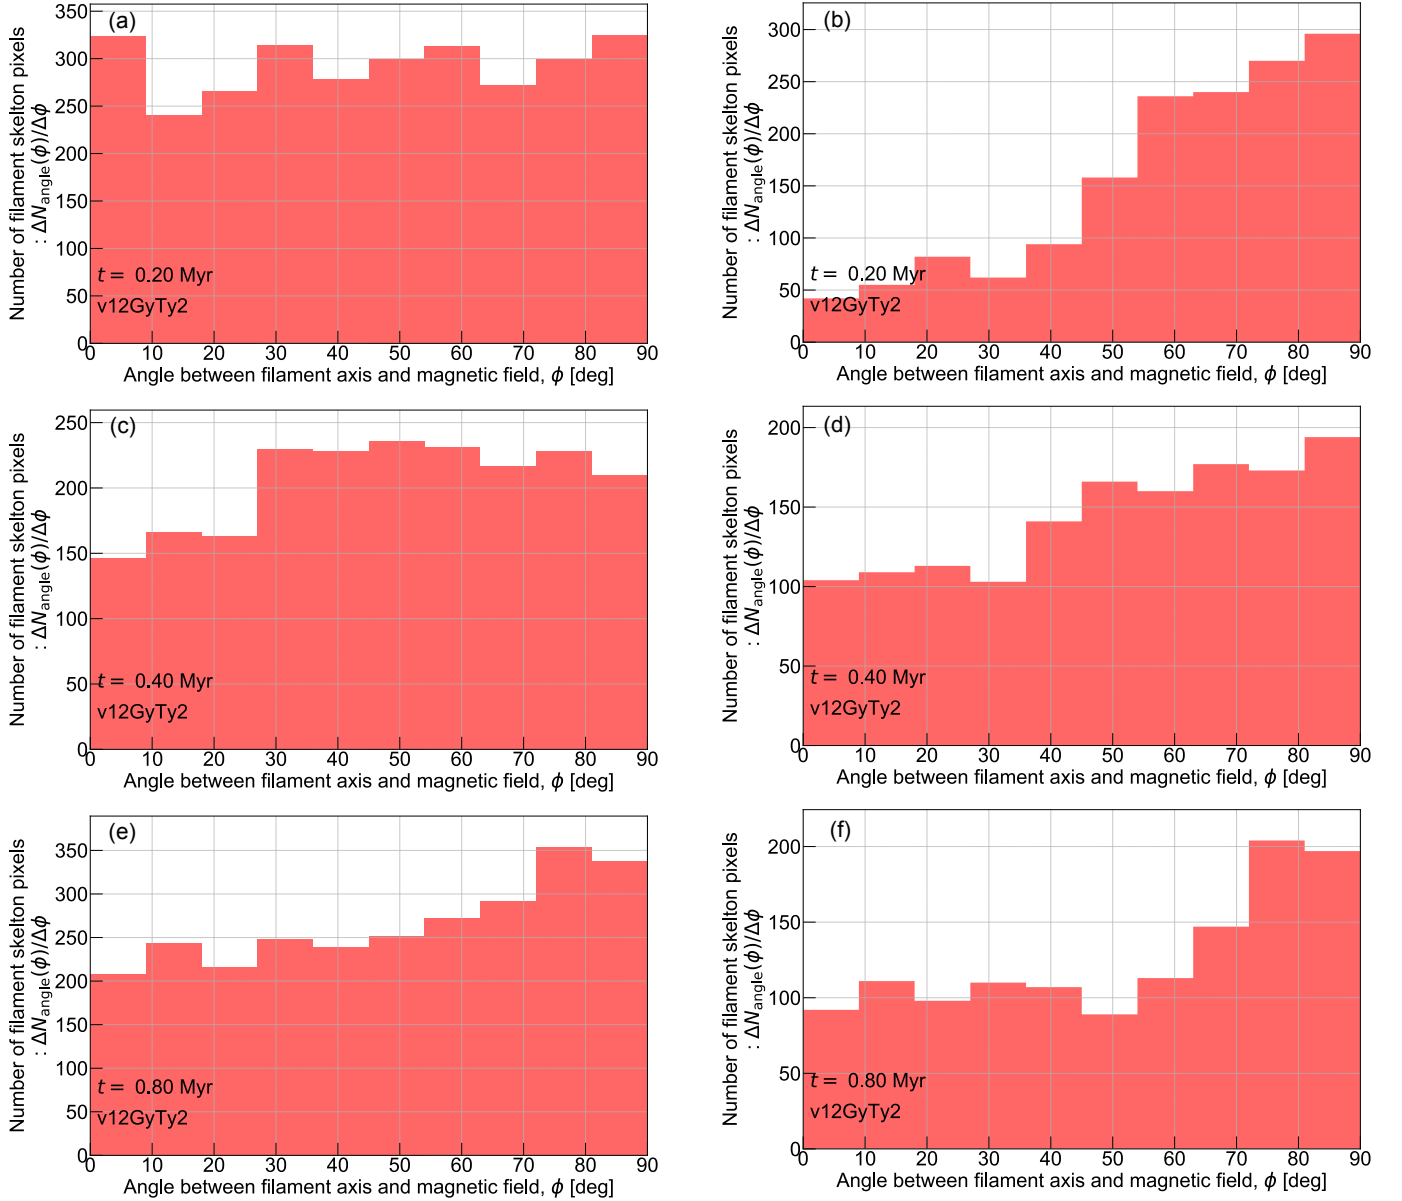 (a)
Number of filament skelton pixels
: ΔN_angle(ϕ)/Δϕ
350
300
250
200
150
100
50
0
t = 0.20 Myr
v12GyTy2
0 10 20 30 40 50 60 70 80 90
Angle between filament axis and magnetic field, ϕ [deg]
(b)
Number of filament skelton pixels
: ΔN_angle(ϕ)/Δϕ
300
250
200
150
100
50
0
t = 0.20 Myr
v12GyTy2
0 10 20 30 40 50 60 70 80 90
Angle between filament axis and magnetic field, ϕ [deg]
(c)
Number of filament skelton pixels
: ΔN_angle(ϕ)/Δϕ
250
200
150
100
50
0
t = 0.40 Myr
v12GyTy2
0 10 20 30 40 50 60 70 80 90
Angle between filament axis and magnetic field, ϕ [deg]
(d)
Number of filament skelton pixels
: ΔN_angle(ϕ)/Δϕ
200
150
100
50
0
t = 0.40 Myr
v12GyTy2
0 10 20 30 40 50 60 70 80 90
Angle between filament axis and magnetic field, ϕ [deg]
(e)
Number of filament skelton pixels
: ΔN_angle(ϕ)/Δϕ
350
300
250
200
150
100
50
0
t = 0.80 Myr
v12GyTy2
0 10 20 30 40 50 60 70 80 90
Angle between filament axis and magnetic field, ϕ [deg]
(f)
Number of filament skelton pixels
: ΔN_angle(ϕ)/Δϕ
200
150
100
50
0
t = 0.80 Myr
v12GyTy2
0 10 20 30 40 50 60 70 80 90
Angle between filament axis and magnetic field, ϕ [deg]